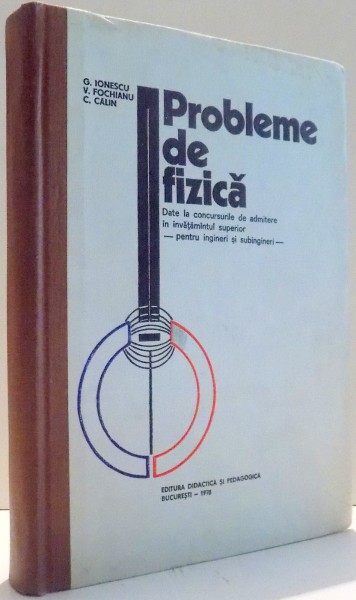 G. IONESCU
V. FOCHIANU
C. CĂLIN
Probleme
de
fizică
Date la concursurile de admitere
în învățămîntul superior
— pentru ingineri și subingineri —
EDITURA DIDACTICĂ ȘI PEDAGOGICĂ
BUCUREȘTI – 1978